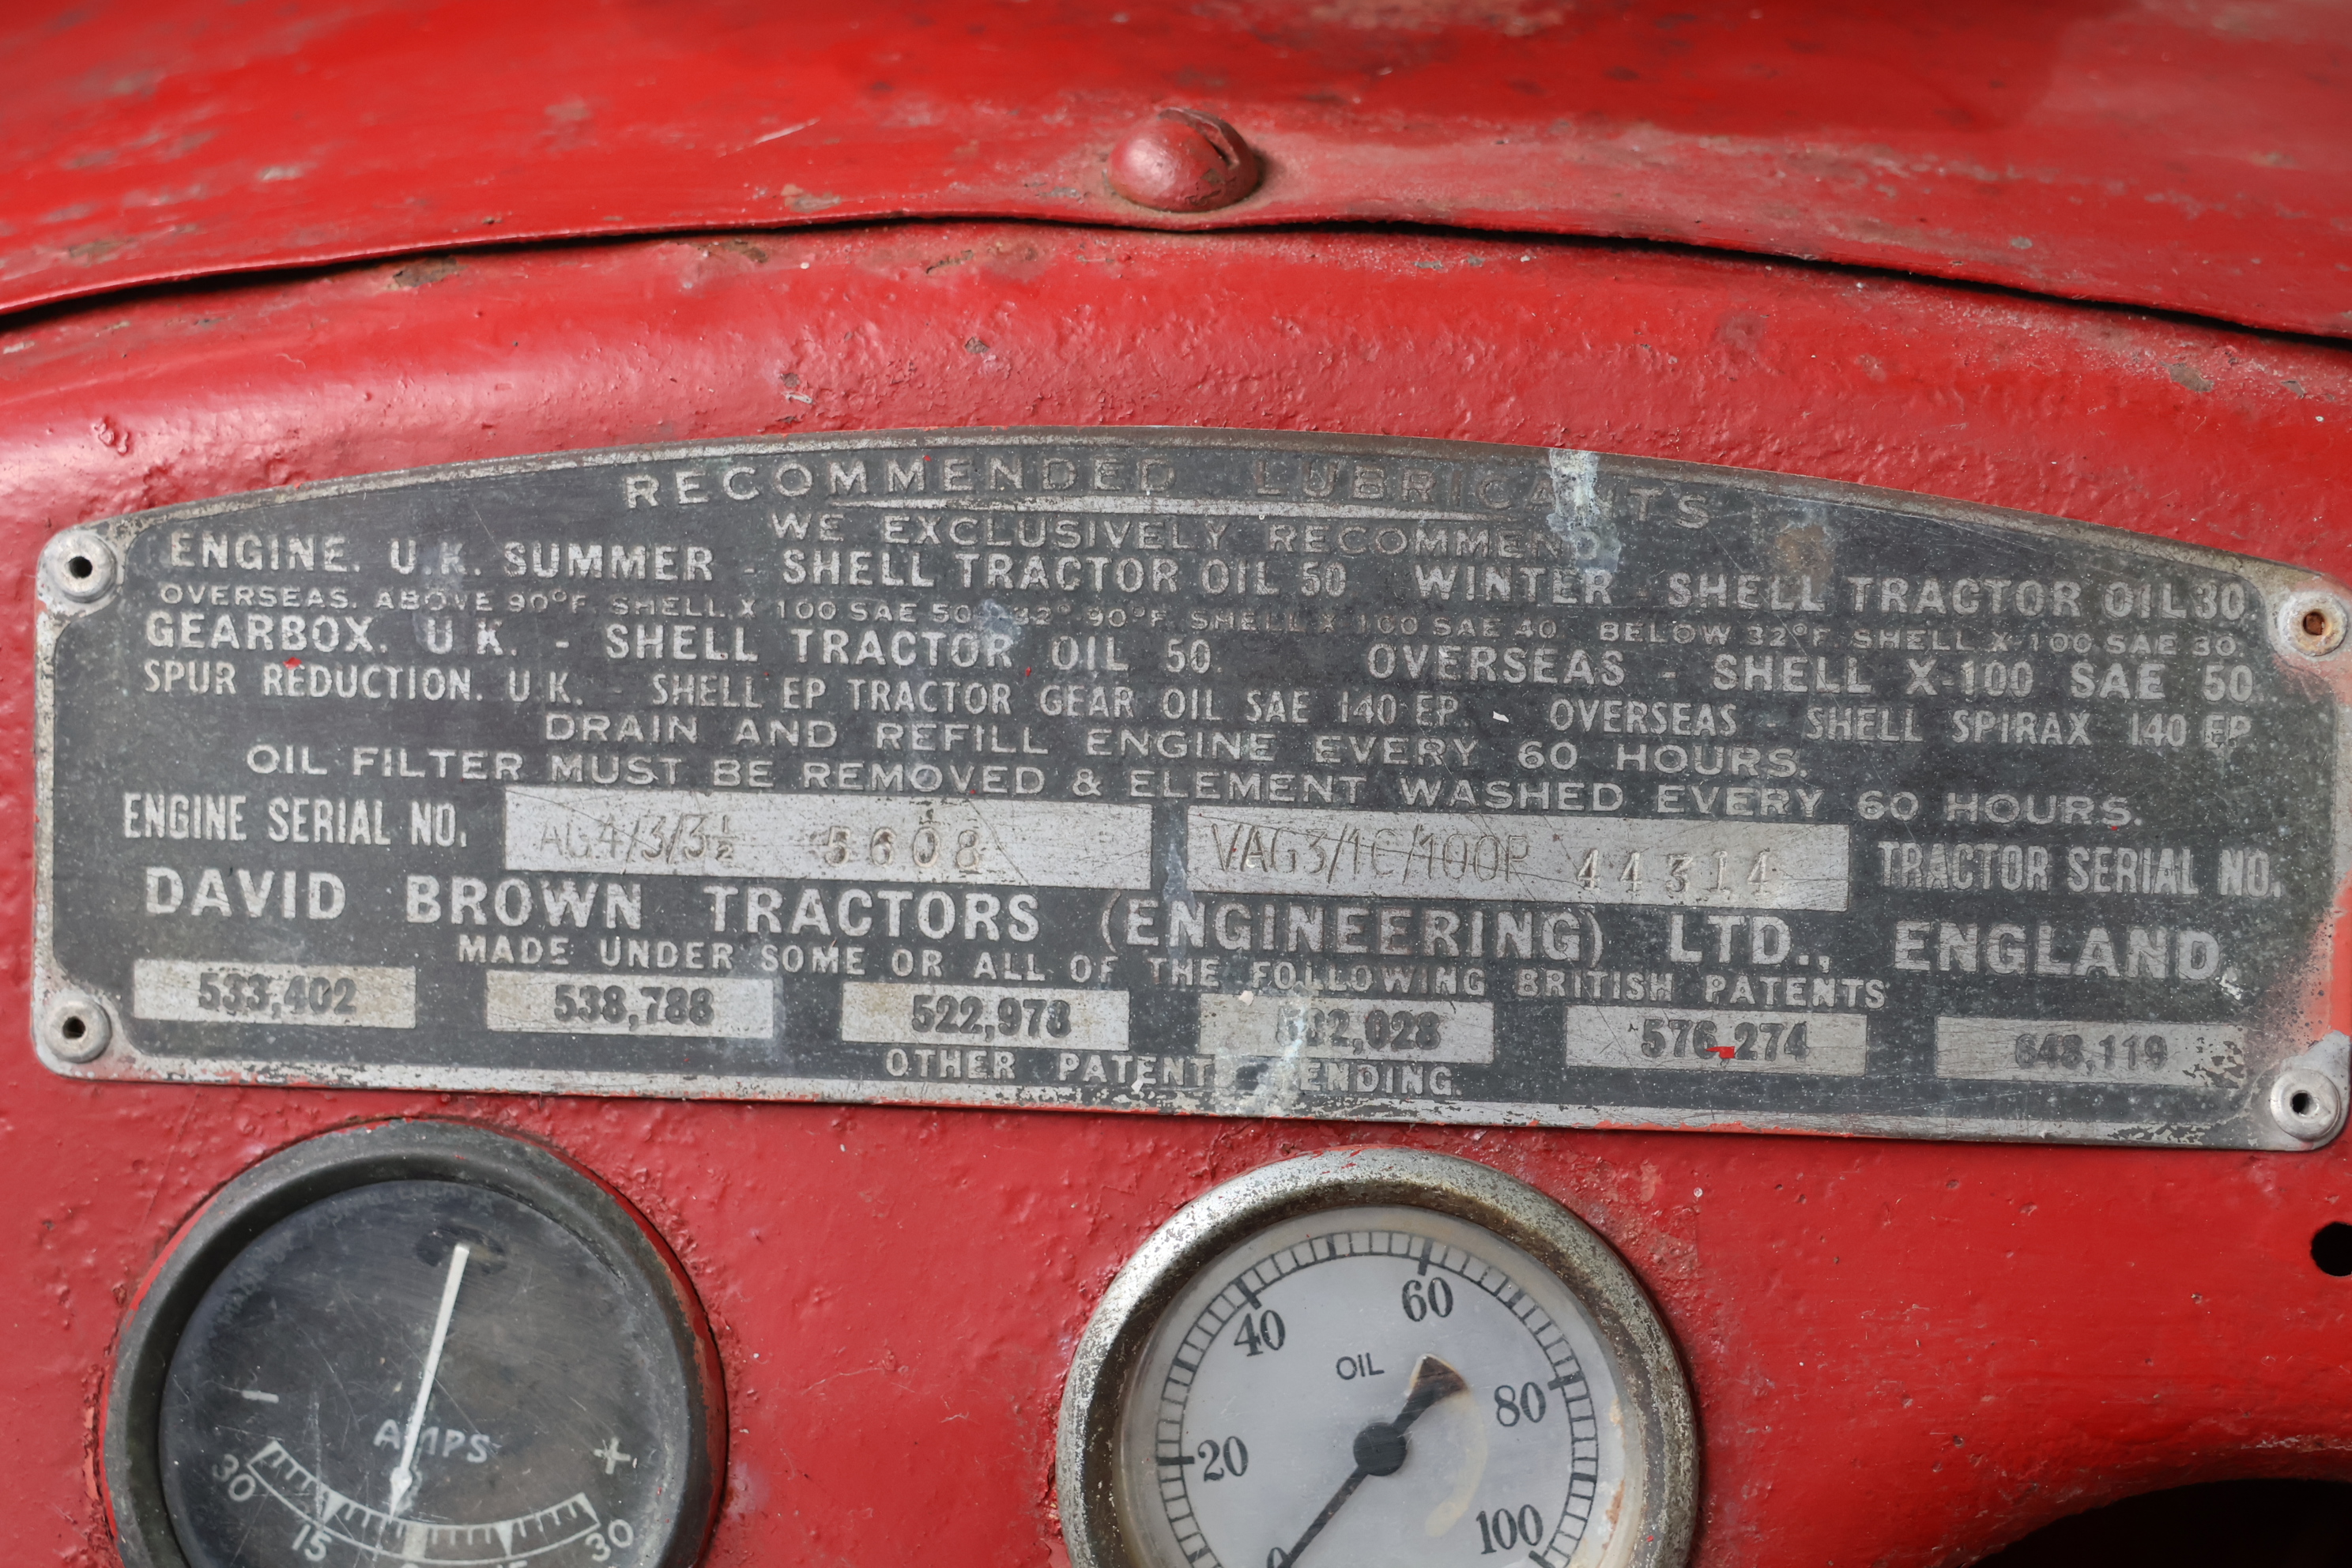 RECOMMENDED LUBRICANTS
WE EXCLUSIVELY RECOMMEND
ENGINE. U.K. SUMMER - SHELL TRACTOR OIL 50 WINTER - SHELL TRACTOR OIL 30.
OVERSEAS. ABOVE 90°F. SHELL X 100 SAE 50. 32°-90°F. SHELL X 100 SAE 40 BELOW 32°F. SHELL X-100 SAE 30.
GEARBOX. U.K. - SHELL TRACTOR OIL 50. OVERSEAS - SHELL X-100 SAE 50.
SPUR REDUCTION. U.K. - SHELL EP TRACTOR GEAR OIL SAE 140 EP. OVERSEAS - SHELL SPIRAX 140 EP
DRAIN AND REFILL ENGINE EVERY 60 HOURS.
OIL FILTER MUST BE REMOVED & ELEMENT WASHED EVERY 60 HOURS.
ENGINE SERIAL NO. AG4/3/3½ 5608 VAG3/1C/100P 44314 TRACTOR SERIAL NO.
DAVID BROWN TRACTORS (ENGINEERING) LTD., ENGLAND.
MADE UNDER SOME OR ALL OF THE FOLLOWING BRITISH PATENTS
533,402 538,788 522,978 576,274 648,119
OTHER PATENTS PENDING.
- AMPS +
30 15 30
OIL
0 20 40 60 80 100